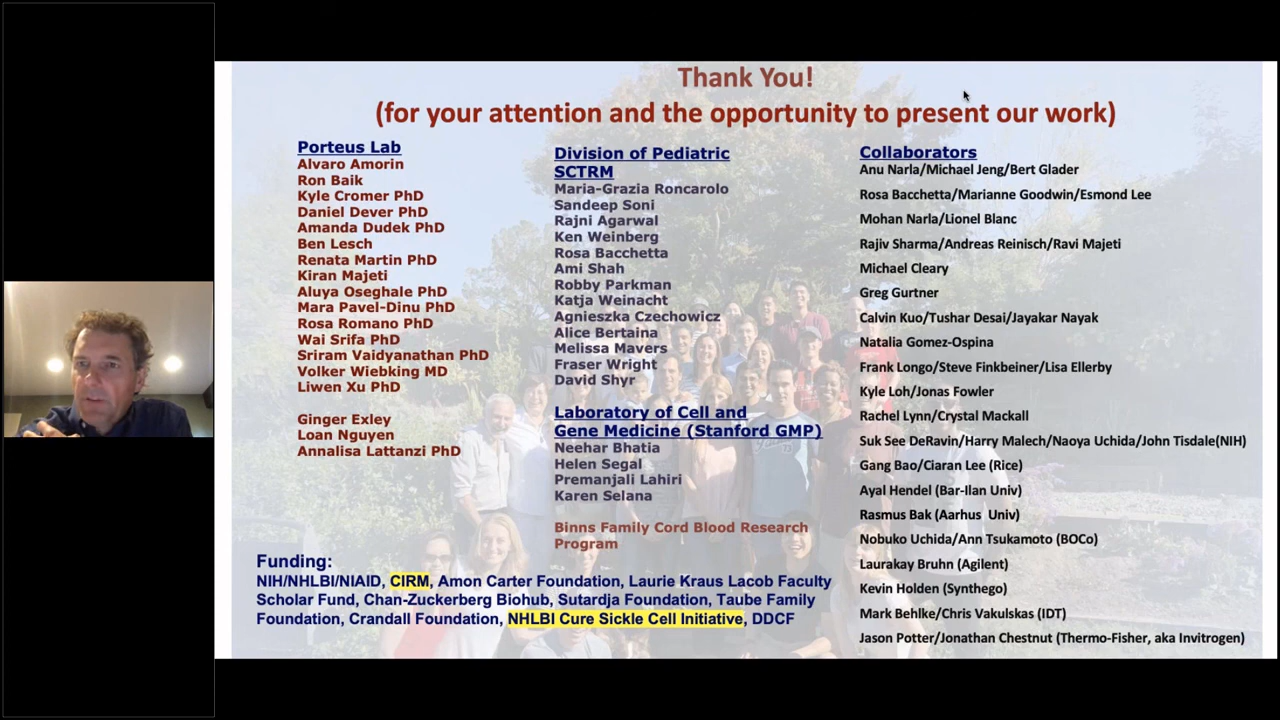 Thank You!
(for your attention and the opportunity to present our work)
Porteus Lab
Alvaro Amorin
Ron Baik
Kyle Cromer PhD
Daniel Dever PhD
Amanda Dudek PhD
Ben Lesch
Renata Martin PhD
Kiran Majeti
Aluya Oseghale PhD
Mara Pavel-Dinu PhD
Rosa Romano PhD
Wai Srifa PhD
Sriram Vaidyanathan PhD
Volker Wiebking MD
Liwen Xu PhD
Ginger Exley
Loan Nguyen
Annalisa Lattanzi PhD
Division of Pediatric
SCTRM
Maria-Grazia Roncarolo
Sandeep Soni
Rajni Agarwal
Ken Weinberg
Rosa Bacchetta
Ami Shah
Robby Parkman
Katja Weinacht
Agnieszka Czechowicz
Alice Bertaina
Melissa Mavers
Fraser Wright
David Shyr
Laboratory of Cell and
Gene Medicine (Stanford GMP)
Neehar Bhatia
Helen Segal
Premanjali Lahiri
Karen Selana
Binns Family Cord Blood Research
Program
Collaborators
Anu Narla/Michael Jeng/Bert Glader
Rosa Bacchetta/Marianne Goodwin/Esmond Lee
Mohan Narla/Lionel Blanc
Rajiv Sharma/Andreas Reinisch/Ravi Majeti
Michael Cleary
Greg Gurtner
Calvin Kuo/Tushar Desai/Jayakar Nayak
Natalia Gomez-Ospina
Frank Longo/Steve Finkbeiner/Lisa Ellerby
Kyle Loh/Jonas Fowler
Rachel Lynn/Crystal Mackall
Suk See DeRavin/Harry Malech/Naoya Uchida/John Tisdale(NIH)
Gang Bao/Ciaran Lee (Rice)
Ayal Hendel (Bar-Ilan Univ)
Rasmus Bak (Aarhus Univ)
Nobuko Uchida/Ann Tsukamoto (BOCo)
Laurakay Bruhn (Agilent)
Kevin Holden (Synthego)
Mark Behlke/Chris Vakulskas (IDT)
Jason Potter/Jonathan Chestnut (Thermo-Fisher, aka Invitrogen)
Funding:
NIH/NHLBI/NIAID, CIRM, Amon Carter Foundation, Laurie Kraus Lacob Faculty
Scholar Fund, Chan-Zuckerberg Biohub, Sutardja Foundation, Taube Family
Foundation, Crandall Foundation, NHLBI Cure Sickle Cell Initiative, DDCF